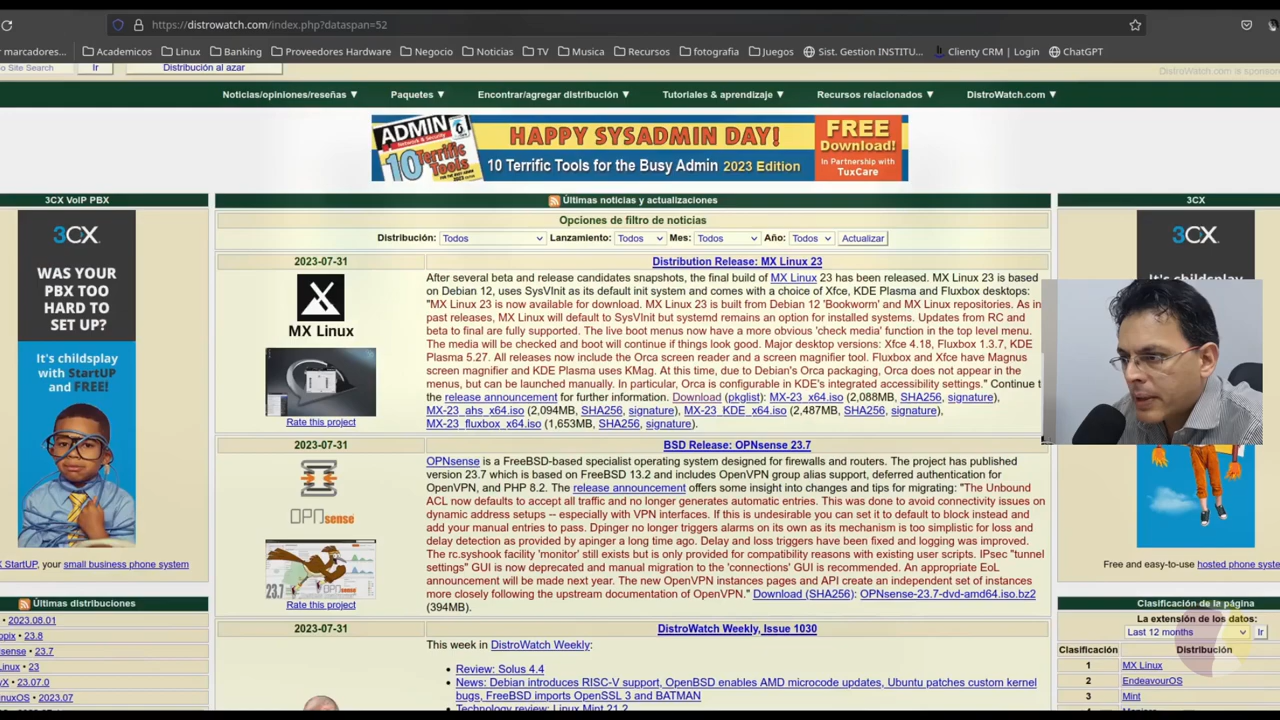 https://distrowatch.com/index.php?dataspan=52
r marcadores... Academicos Linux Banking Proveedores Hardware Negocio Noticias TV Musica Recursos fotografia Juegos Sist. Gestion INSTITU... Clienty CRM | Login ChatGPT
o Site Search Ir Distribución al azar
DistroWatch.com is sponsor
Noticias/opiniones/reseñas ▼ Paquetes ▼ Encontrar/agregar distribución ▼ Tutoriales & aprendizaje ▼ Recursos relacionados ▼ DistroWatch.com ▼
ADMIN
Network & Security
10 Terrific Tools
HAPPY SYSADMIN DAY!
10 Terrific Tools for the Busy Admin 2023 Edition
FREE
Download!
In Partnership with
TuxCare
3CX VoIP PBX
3CX
WAS YOUR
PBX TOO
HARD TO
SET UP?
It's childsplay
with StartUP
and FREE!
X StartUP, your small business phone system
Últimas distribuciones
• 2023.08.01
opix • 23.8
nsense • 23.7
Linux • 23
yX • 23.07.0
nuxOS • 2023.07
Últimas noticias y actualizaciones
Opciones de filtro de noticias
Distribución: Todos Lanzamiento: Todos Mes: Todos Año: Todos Actualizar
2023-07-31 Distribution Release: MX Linux 23
MX Linux
Rate this project
After several beta and release candidates snapshots, the final build of MX Linux 23 has been released. MX Linux 23 is based
on Debian 12, uses SysVinit as its default init system and comes with a choice of Xfce, KDE Plasma and Fluxbox desktops:
"MX Linux 23 is now available for download. MX Linux 23 is built from Debian 12 'Bookworm' and MX Linux repositories. As in
past releases, MX Linux will default to SysVInit but systemd remains an option for installed systems. Updates from RC and
beta to final are fully supported. The live boot menus now have a more obvious 'check media' function in the top level menu.
The media will be checked and boot will continue if things look good. Major desktop versions: Xfce 4.18, Fluxbox 1.3.7, KDE
Plasma 5.27. All releases now include the Orca screen reader and a screen magnifier tool. Fluxbox and Xfce have Magnus
screen magnifier and KDE Plasma uses KMag. At this time, due to Debian's Orca packaging, Orca does not appear in the
menus, but can be launched manually. In particular, Orca is configurable in KDE's integrated accessibility settings." Continue t
the release announcement for further information. Download (pkglist): MX-23_x64.iso (2,088MB, SHA256, signature),
MX-23_ahs_x64.iso (2,094MB, SHA256, signature), MX-23_KDE_x64.iso (2,487MB, SHA256, signature),
MX-23_fluxbox_x64.iso (1,653MB, SHA256, signature).
2023-07-31 BSD Release: OPNsense 23.7
OPNsense
23.7
Rate this project
OPNsense is a FreeBSD-based specialist operating system designed for firewalls and routers. The project has published
version 23.7 which is based on FreeBSD 13.2 and includes OpenVPN group alias support, deferred authentication for
OpenVPN, and PHP 8.2. The release announcement offers some insight into changes and tips for migrating: "The Unbound
ACL now defaults to accept all traffic and no longer generates automatic entries. This was done to avoid connectivity issues on
dynamic address setups -- especially with VPN interfaces. If this is undesirable you can set it to default to block instead and
add your manual entries to pass. Dpinger no longer triggers alarms on its own as its mechanism is too simplistic for loss and
delay detection as provided by apinger a long time ago. Delay and loss triggers have been fixed and logging was improved.
The rc.syshook facility 'monitor' still exists but is only provided for compatibility reasons with existing user scripts. IPsec "tunnel
settings" GUI is now deprecated and manual migration to the 'connections' GUI is recommended. An appropriate EoL
announcement will be made next year. The new OpenVPN instances pages and API create an independent set of instances
more closely following the upstream documentation of OpenVPN." Download (SHA256): OPNsense-23.7-dvd-amd64.iso.bz2
(394MB).
2023-07-31 DistroWatch Weekly, Issue 1030
This week in DistroWatch Weekly:
• Review: Solus 4.4
• News: Debian introduces RISC-V support, OpenBSD enables AMD microcode updates, Ubuntu patches custom kernel
bugs, FreeBSD imports OpenSSL 3 and BATMAN
• Technology review: Linux Mint 21.2
3CX
3CX
Free and easy-to-use hosted phone syste
Clasificación de la página
La extensión de los datos:
Last 12 months Ir
Clasificación Distribución
1 MX Linux
2 EndeavourOS
3 Mint